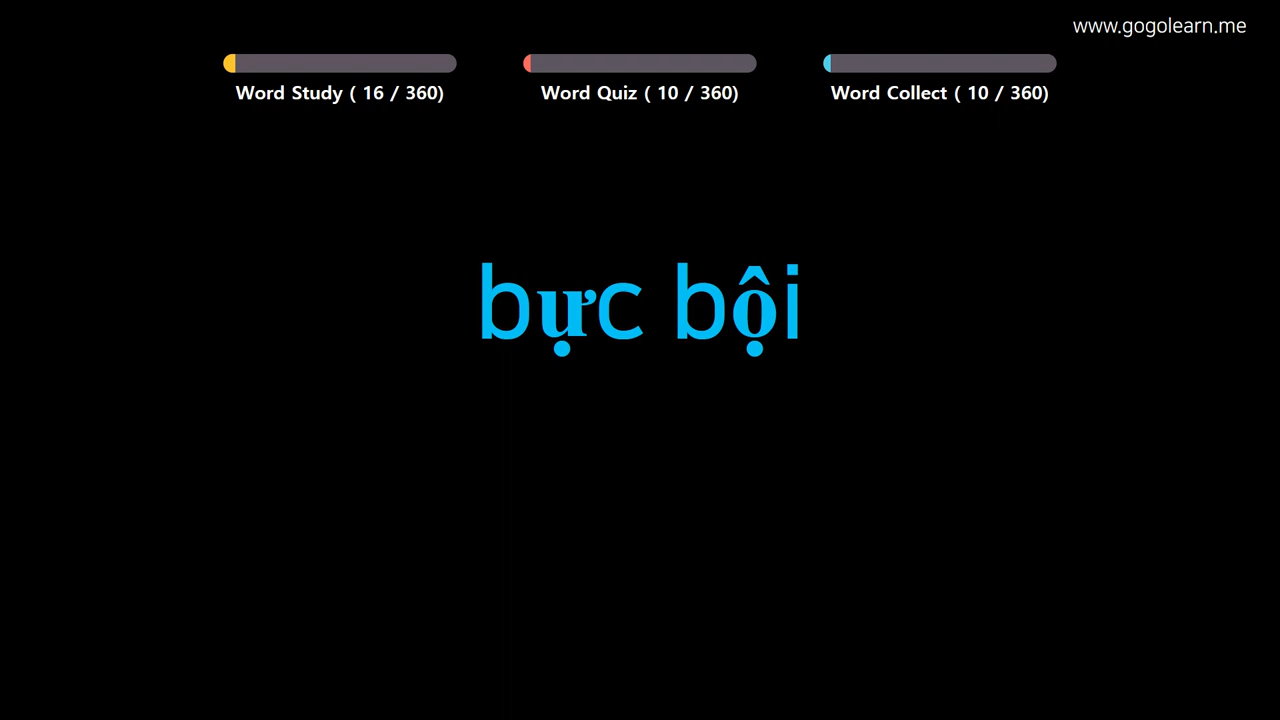 www.gogolearn.me
Word Study ( 16 / 360)
Word Quiz ( 10 / 360)
Word Collect ( 10 / 360)
bực bội